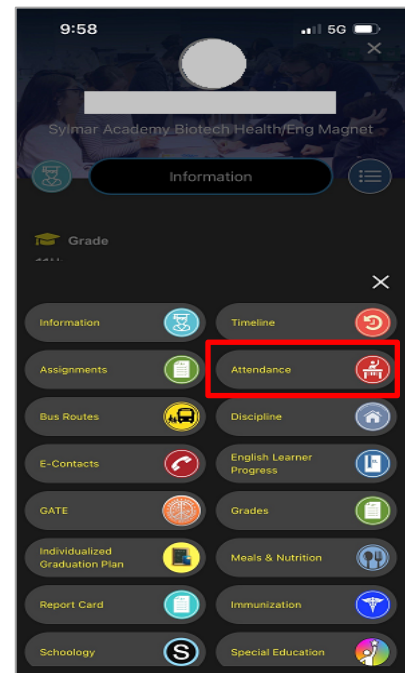 9:58
5G
Sylmar Academy Biotech Health/Eng Magnet
Information
Grade
Information
Timeline
Assignments
Attendance
Bus Routes
Discipline
E-Contacts
English Learner
Progress
GATE
Grades
Individualized
Graduation Plan
Meals & Nutrition
Report Card
Immunization
Schoology
S
Special Education